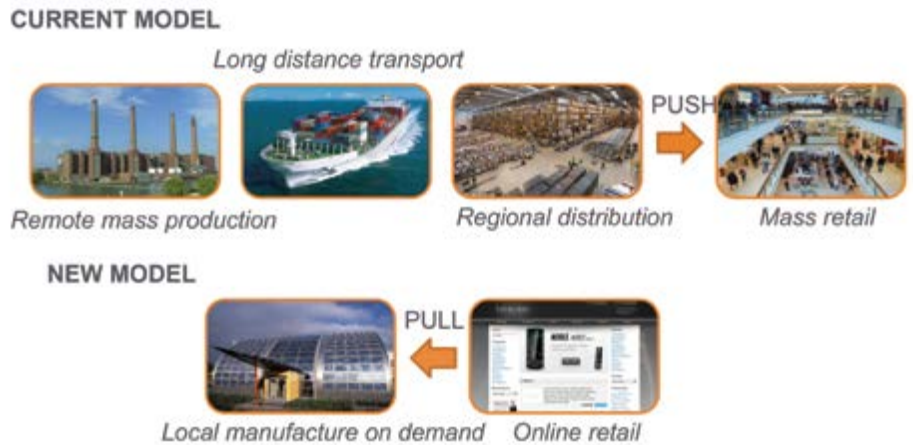 CURRENT MODEL
Long distance transport
PUSH
Remote mass production
Regional distribution
Mass retail
NEW MODEL
PULL
MOBILE
Local manufacture on demand
Online retail